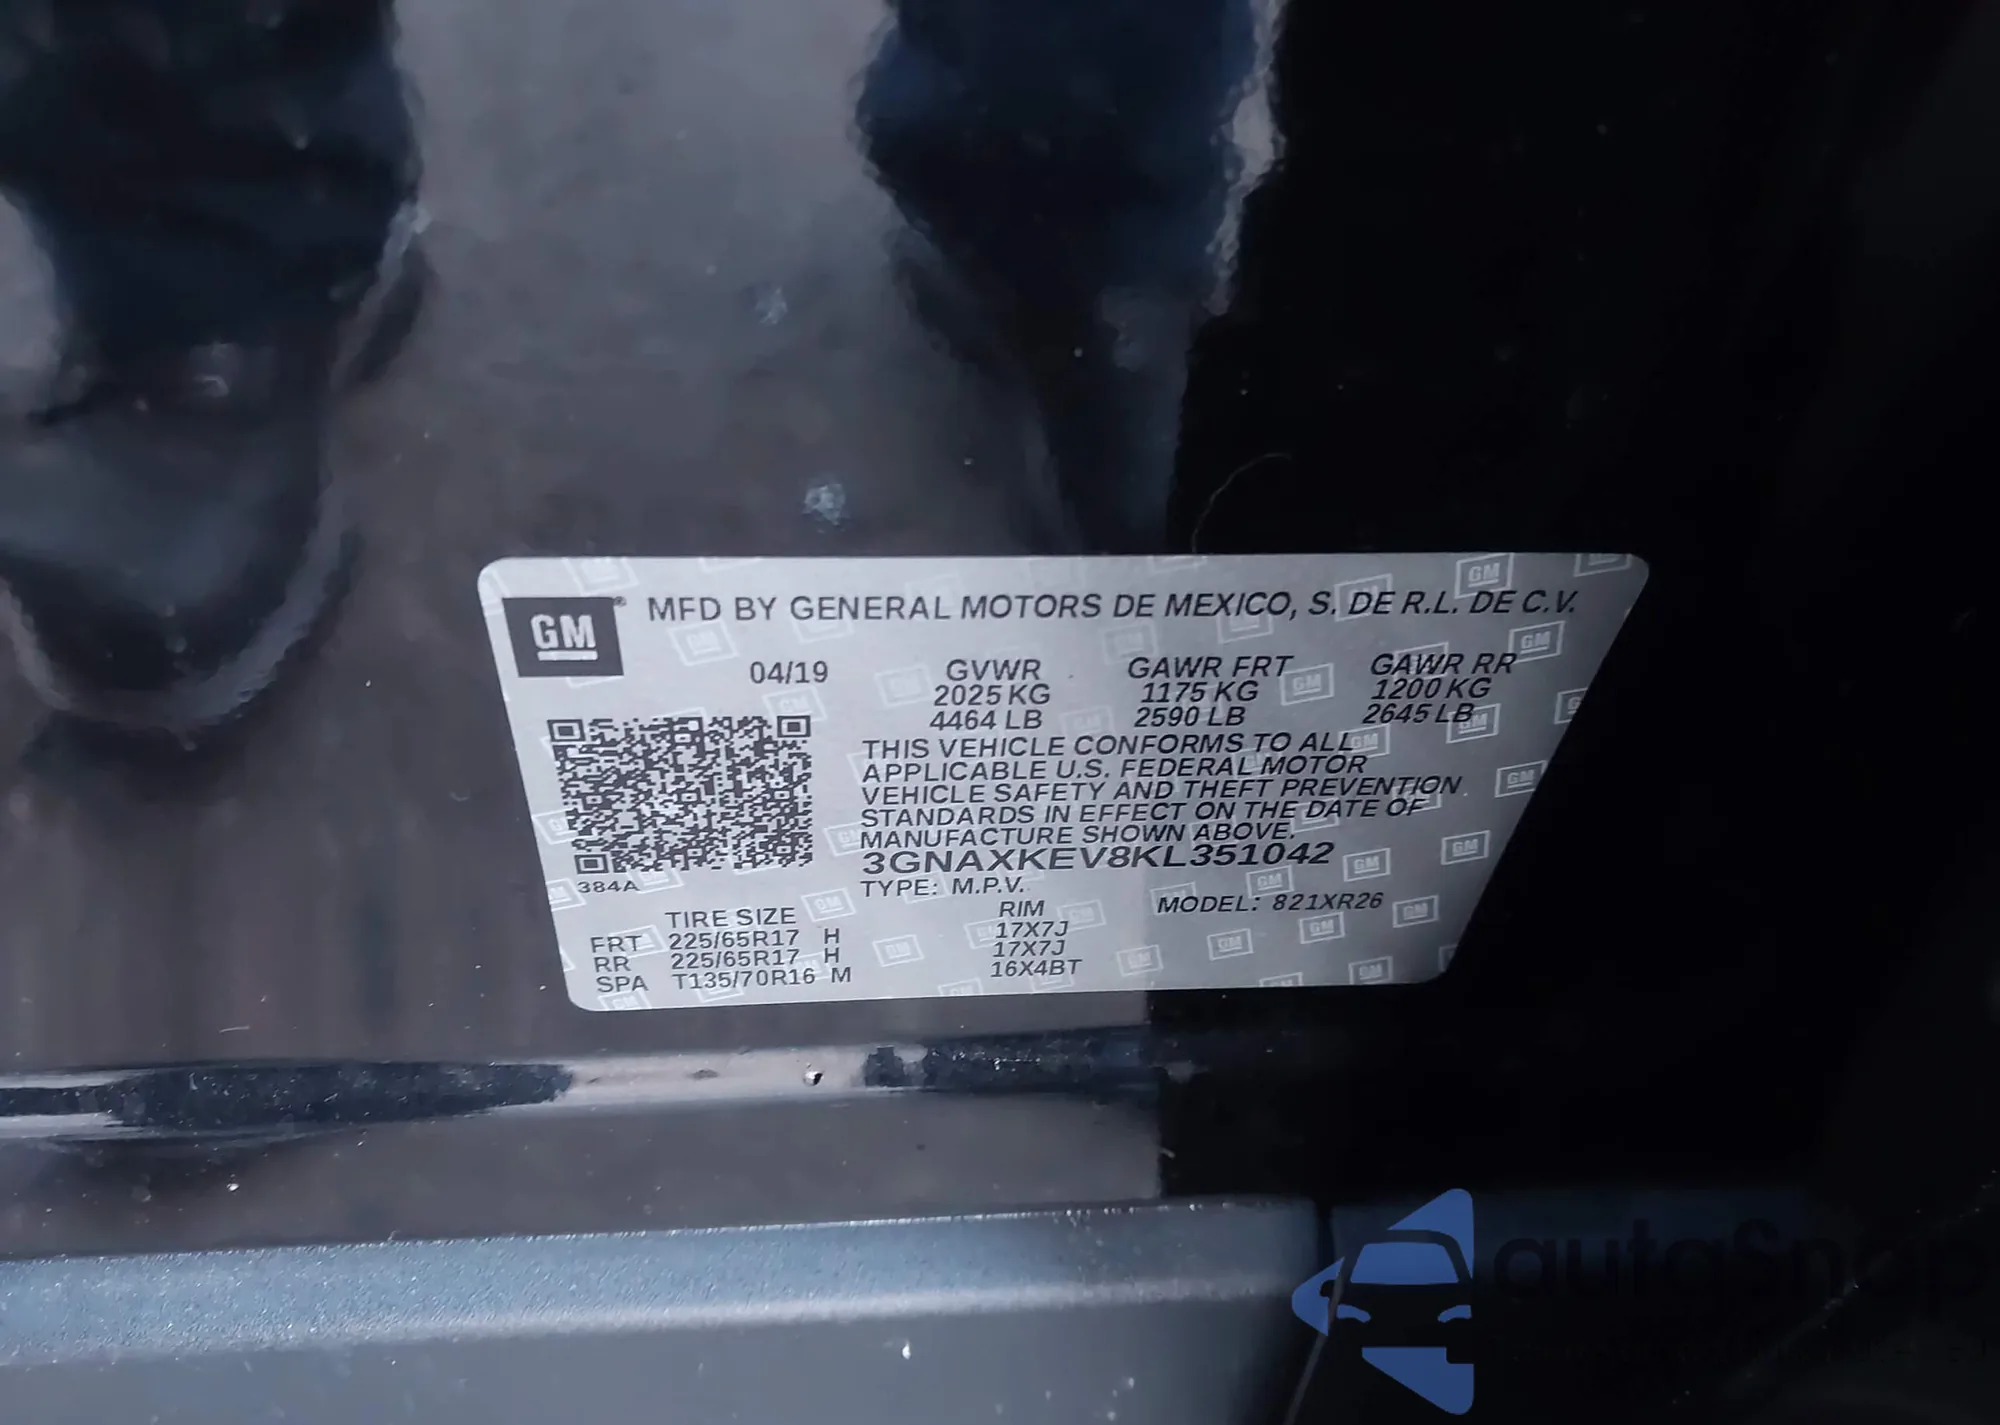 GM® MFD BY GENERAL MOTORS DE MEXICO, S. DE R.L. DE C.V.
04/19 GVWR GAWR FRT GAWR RR
2025 KG 1175 KG 1200 KG
4464 LB 2590 LB 2645 LB
THIS VEHICLE CONFORMS TO ALL
APPLICABLE U.S. FEDERAL MOTOR
VEHICLE SAFETY AND THEFT PREVENTION
STANDARDS IN EFFECT ON THE DATE OF
MANUFACTURE SHOWN ABOVE.
3GNAXKEV8KL351042
384A TYPE: M.P.V.
TIRE SIZE RIM MODEL: 821XR26
FRT 225/65R17 H 17X7J
RR 225/65R17 H 17X7J
SPA T135/70R16 M 16X4BT
autoSnap